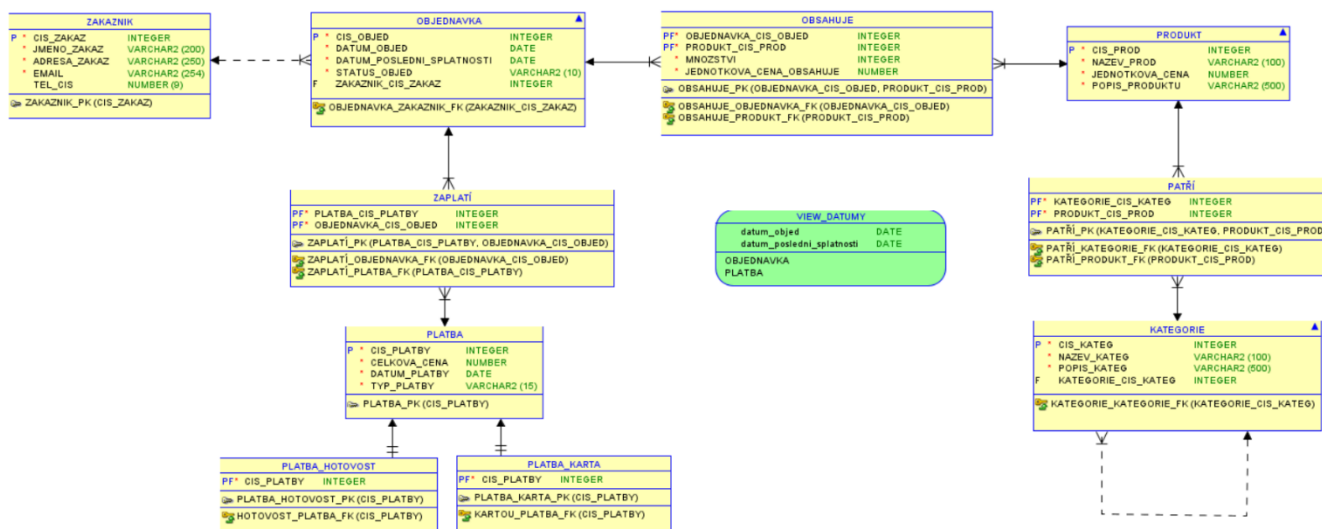 ZAKAZNIK
P * CIS_ZAKAZ INTEGER
* JMENO_ZAKAZ VARCHAR2 (200)
* ADRESA_ZAKAZ VARCHAR2 (250)
* EMAIL VARCHAR2 (254)
TEL_CIS NUMBER (9)
ZAKAZNIK_PK (CIS_ZAKAZ)
OBJEDNAVKA
P * CIS_OBJED INTEGER
* DATUM_OBJED DATE
* DATUM_POSLEDNI_SPLATNOSTI DATE
* STATUS_OBJED VARCHAR2 (10)
F ZAKAZNIK_CIS_ZAKAZ INTEGER
OBJEDNAVKA_ZAKAZNIK_FK (ZAKAZNIK_CIS_ZAKAZ)
OBSAHUJE
PF* OBJEDNAVKA_CIS_OBJED INTEGER
PF* PRODUKT_CIS_PROD INTEGER
* MNOZSTVI INTEGER
* JEDNOTKOVA_CENA_OBSAHUJE NUMBER
OBSAHUJE_PK (OBJEDNAVKA_CIS_OBJED, PRODUKT_CIS_PROD)
OBSAHUJE_OBJEDNAVKA_FK (OBJEDNAVKA_CIS_OBJED)
OBSAHUJE_PRODUKT_FK (PRODUKT_CIS_PROD)
PRODUKT
P * CIS_PROD INTEGER
* NAZEV_PROD VARCHAR2 (100)
* JEDNOTKOVA_CENA NUMBER
* POPIS_PRODUKTU VARCHAR2 (500)
ZAPLATÍ
PF* PLATBA_CIS_PLATBY INTEGER
PF* OBJEDNAVKA_CIS_OBJED INTEGER
ZAPLATÍ_PK (PLATBA_CIS_PLATBY, OBJEDNAVKA_CIS_OBJED)
ZAPLATÍ_OBJEDNAVKA_FK (OBJEDNAVKA_CIS_OBJED)
ZAPLATÍ_PLATBA_FK (PLATBA_CIS_PLATBY)
VIEW_DATUMY
datum_objed DATE
datum_posledni_splatnosti DATE
OBJEDNAVKA
PLATBA
PATŘÍ
PF* KATEGORIE_CIS_KATEG INTEGER
PF* PRODUKT_CIS_PROD INTEGER
PATŘÍ_PK (KATEGORIE_CIS_KATEG, PRODUKT_CIS_PROD
PATŘÍ_KATEGORIE_FK (KATEGORIE_CIS_KATEG)
PATŘÍ_PRODUKT_FK (PRODUKT_CIS_PROD)
PLATBA
P * CIS_PLATBY INTEGER
* CELKOVA_CENA NUMBER
* DATUM_PLATBY DATE
* TYP_PLATBY VARCHAR2 (15)
PLATBA_PK (CIS_PLATBY)
KATEGORIE
P * CIS_KATEG INTEGER
* NAZEV_KATEG VARCHAR2 (100)
* POPIS_KATEG VARCHAR2 (500)
F KATEGORIE_CIS_KATEG INTEGER
KATEGORIE_KATEGORIE_FK (KATEGORIE_CIS_KATEG)
PLATBA_HOTOVOST
PF* CIS_PLATBY INTEGER
PLATBA_HOTOVOST_PK (CIS_PLATBY)
HOTOVOST_PLATBA_FK (CIS_PLATBY)
PLATBA_KARTA
PF* CIS_PLATBY INTEGER
PLATBA_KARTA_PK (CIS_PLATBY)
KARTOU_PLATBA_FK (CIS_PLATBY)